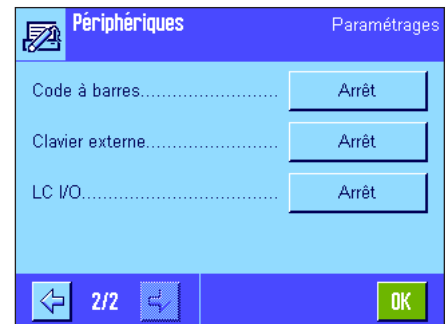 Périphériques Paramétrages
Code à barres........................ Arrêt
Clavier externe....................... Arrêt
LC I/O.................................. Arrêt
2/2 OK